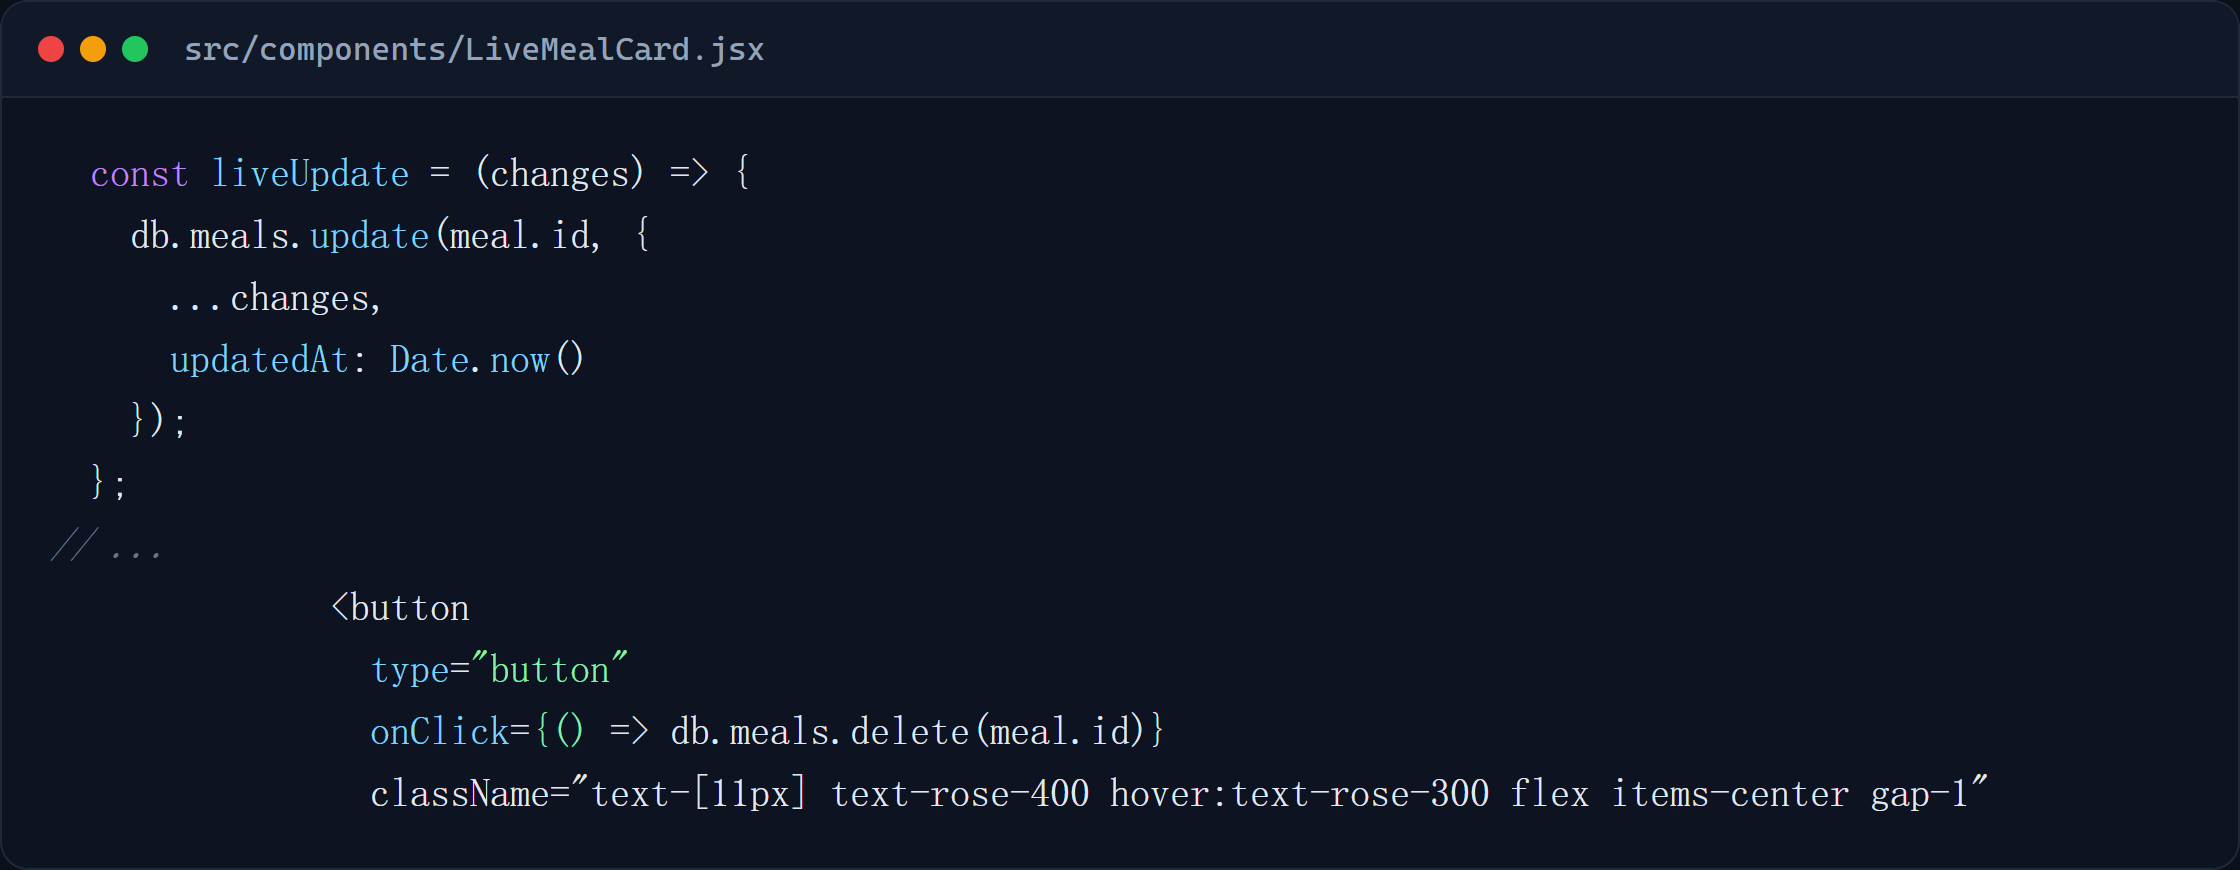 src/components/LiveMealCard.jsx
const liveUpdate = (changes) => {
db.meals.update(meal.id, {
...changes,
updatedAt: Date.now()
});
};
// ...
<button
type="button"
onClick={() => db.meals.delete(meal.id)}
className="text-[11px] text-rose-400 hover:text-rose-300 flex items-center gap-1"